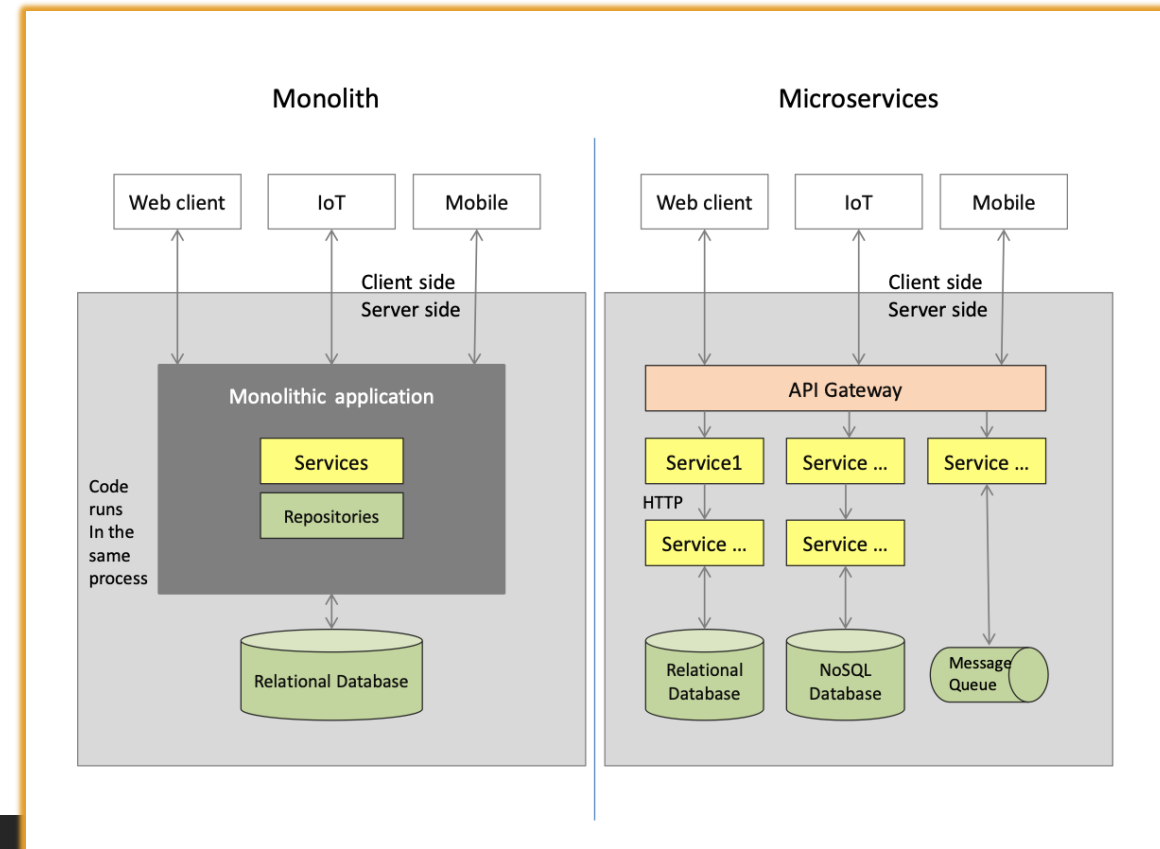 Monolith
Web client
IoT
Mobile
Client side
Server side
Monolithic application
Services
Repositories
Code
runs
In the
same
process
Relational Database
Microservices
Web client
IoT
Mobile
Client side
Server side
API Gateway
Service1
Service ...
Service ...
HTTP
Service ...
Service ...
Relational
Database
NoSQL
Database
Message
Queue